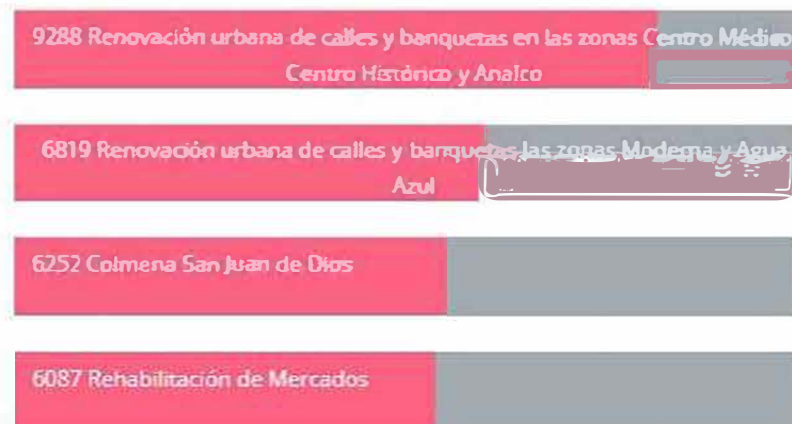 9288 Renovación urbana de calles y banquetas en las zonas Centro Médico
Centro Histórico y Analco
6819 Renovación urbana de calles y banquetas las zonas Moderna y Agua
Azul
6252 Colmena San Juan de Dios
6087 Rehabilitación de Mercados